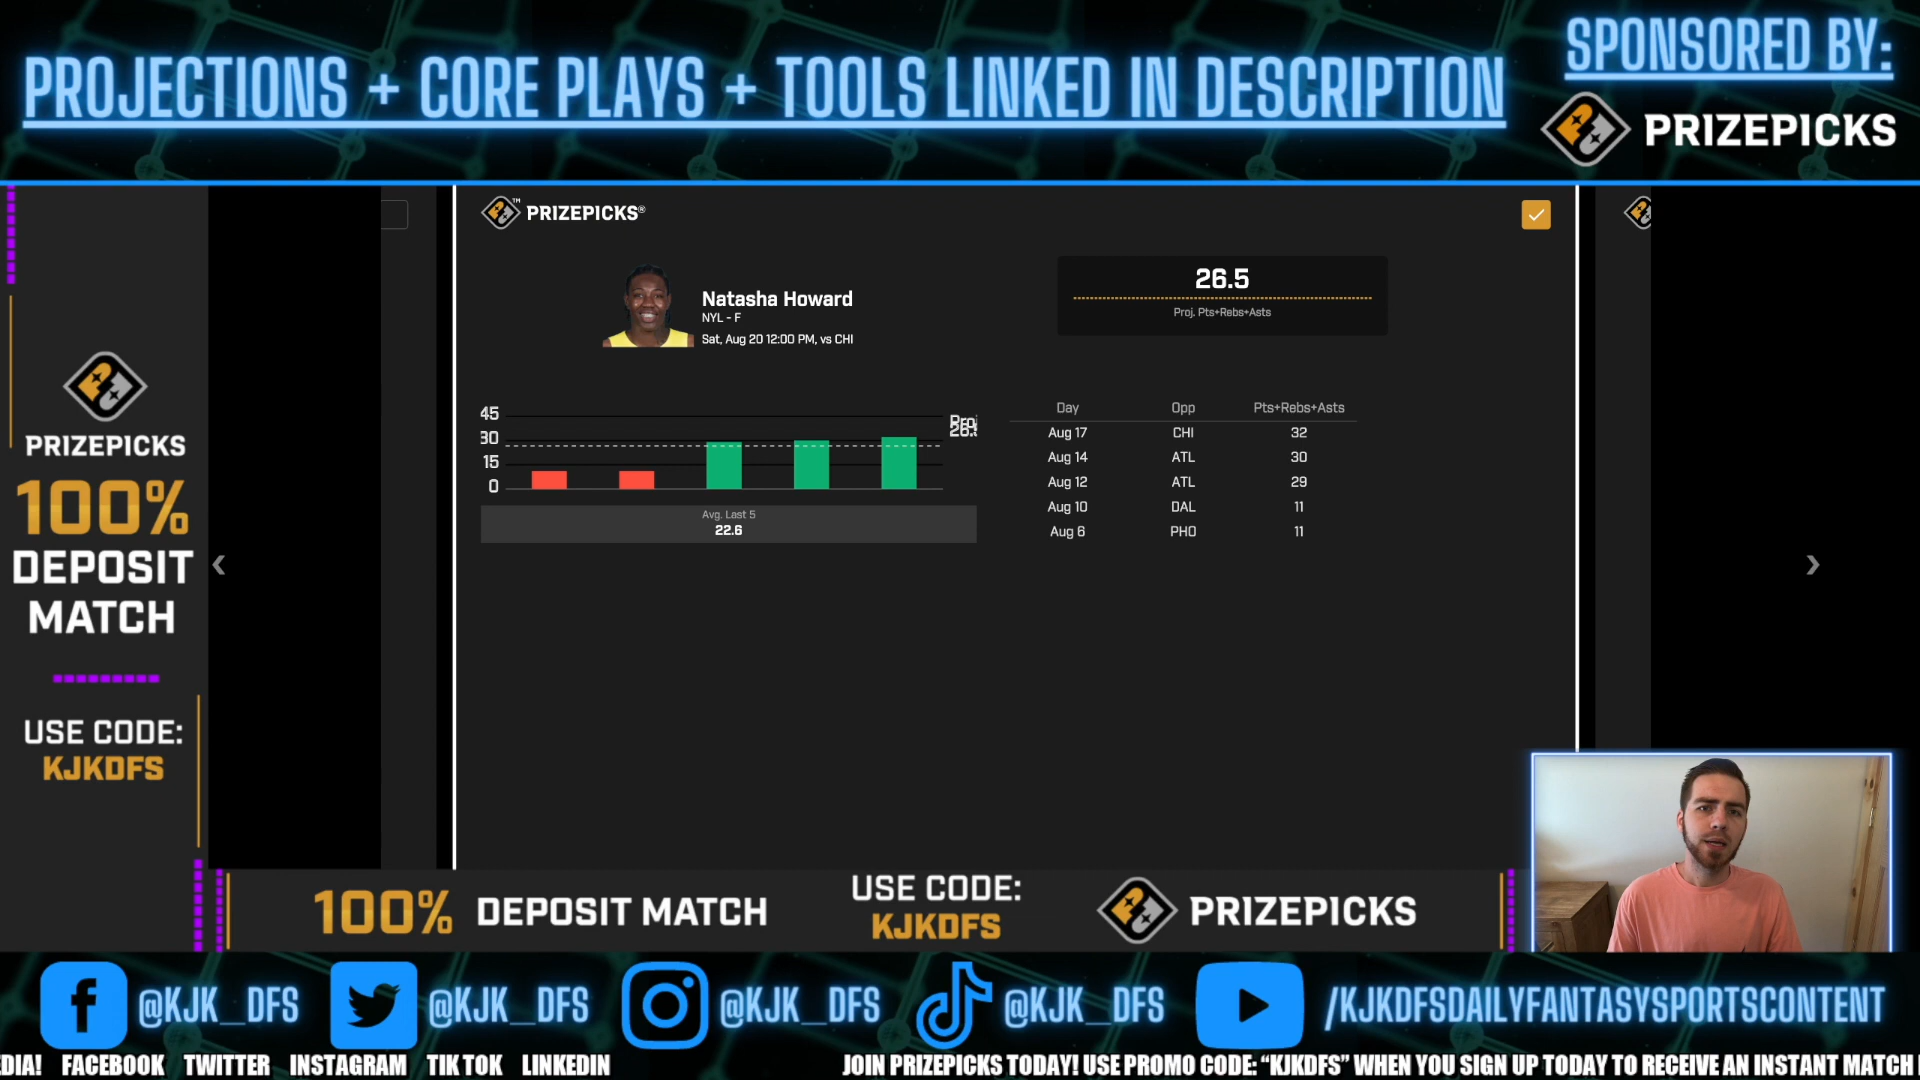 PROJECTIONS + CORE PLAYS + TOOLS LINKED IN DESCRIPTION
SPONSORED BY:
PRIZEPICKS
PRIZEPICKS®
Natasha Howard
NYL - F
Sat, Aug 20 12:00 PM, vs CHI
26.5
Proj. Pts+Rebs+Asts
45
30
15
0
Avg. Last 5
22.6
Day Opp Pts+Rebs+Asts
Aug 17 CHI 32
Aug 14 ATL 30
Aug 12 ATL 29
Aug 10 DAL 11
Aug 6 PHO 11
PRIZEPICKS
100%
DEPOSIT
MATCH
USE CODE:
KJKDFS
100% DEPOSIT MATCH
USE CODE:
KJKDFS
PRIZEPICKS
@KJK_DFS @KJK_DFS @KJK_DFS @KJK_DFS /KJKDFSDAILYFANTASYSPORTSCONTENT
DIA! FACEBOOK TWITTER INSTAGRAM TIK TOK LINKEDIN JOIN PRIZEPICKS TODAY! USE PROMO CODE: “KJKDFS” WHEN YOU SIGN UP TODAY TO RECEIVE AN INSTANT MATCH